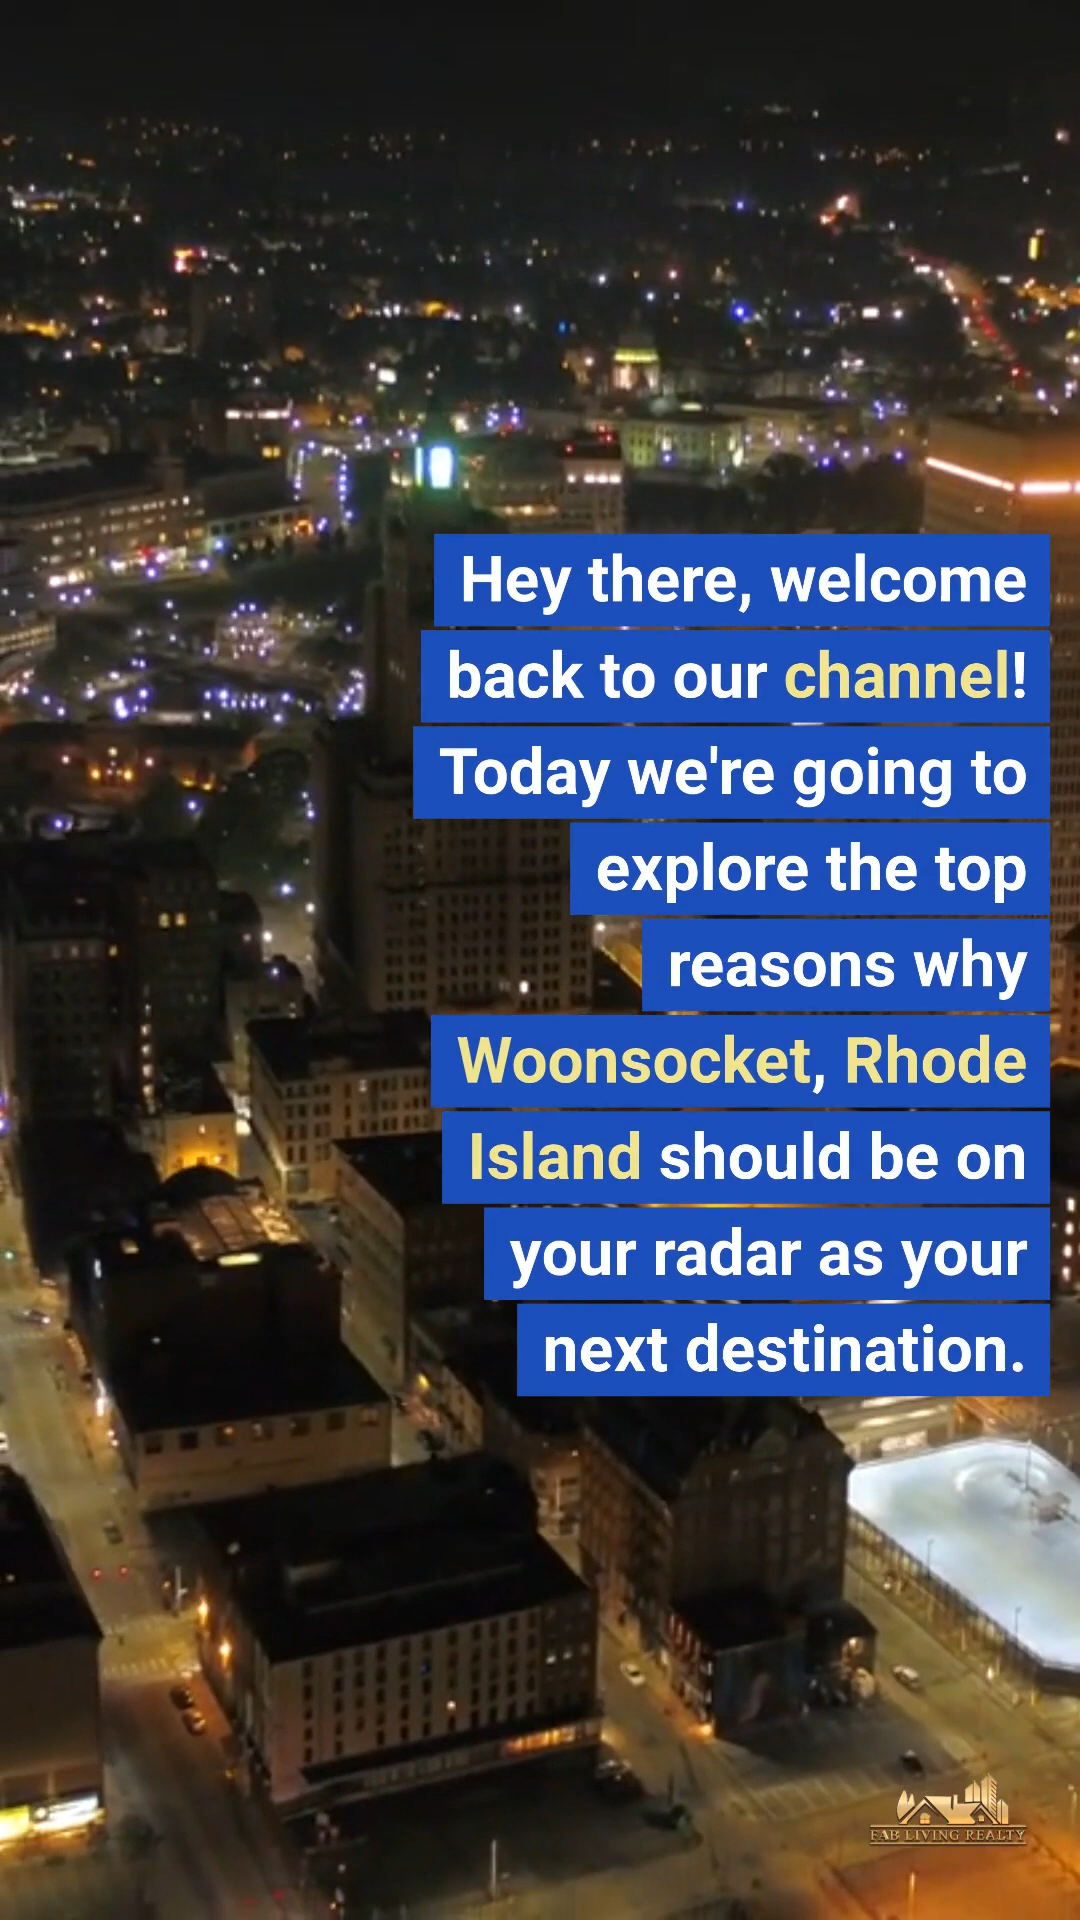 Hey there, welcome
back to our channel!
Today we're going to
explore the top
reasons why
Woonsocket, Rhode
Island should be on
your radar as your
next destination.
FAB LIVING REALTY